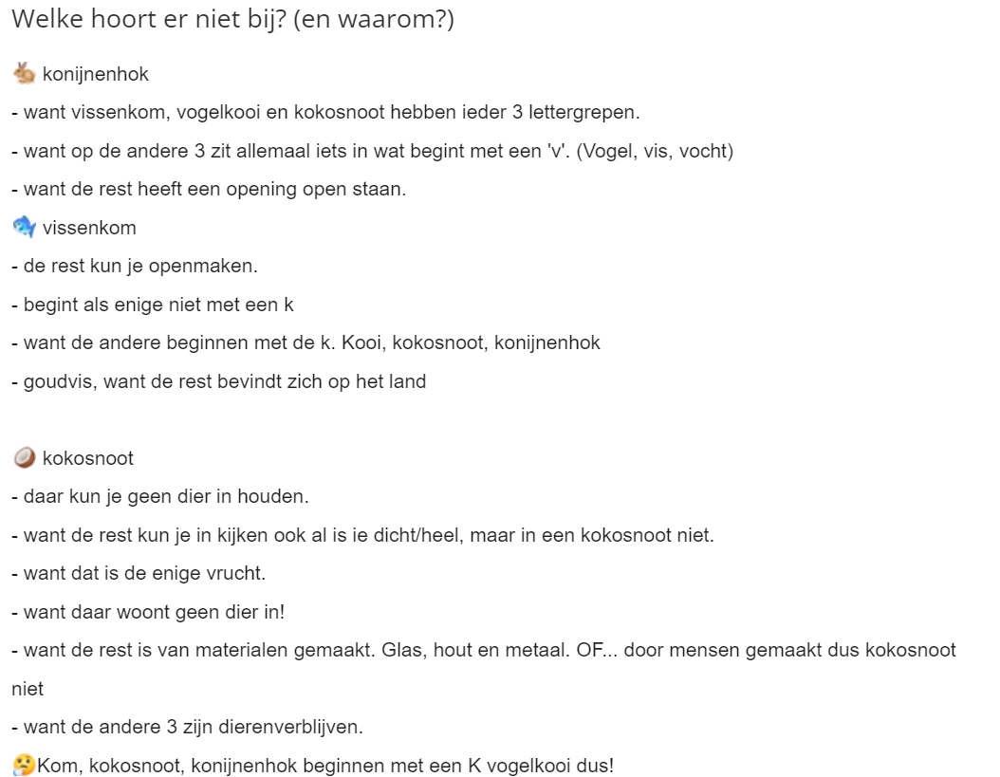 Welke hoort er niet bij? (en waarom?)
🐇 konijnenhok
- want vissenkom, vogelkooi en kokosnoot hebben ieder 3 lettergrepen.
- want op de andere 3 zit allemaal iets in wat begint met een 'v'. (Vogel, vis, vocht)
- want de rest heeft een opening open staan.
🐟 vissenkom
- de rest kun je openmaken.
- begint als enige niet met een k
- want de andere beginnen met de k. Kooi, kokosnoot, konijnenhok
- goudvis, want de rest bevindt zich op het land
🥥 kokosnoot
- daar kun je geen dier in houden.
- want de rest kun je in kijken ook al is ie dicht/heel, maar in een kokosnoot niet.
- want dat is de enige vrucht.
- want daar woont geen dier in!
- want de rest is van materialen gemaakt. Glas, hout en metaal. OF... door mensen gemaakt dus kokosnoot
niet
- want de andere 3 zijn dierenverblijven.
🤔Kom, kokosnoot, konijnenhok beginnen met een K vogelkooi dus!